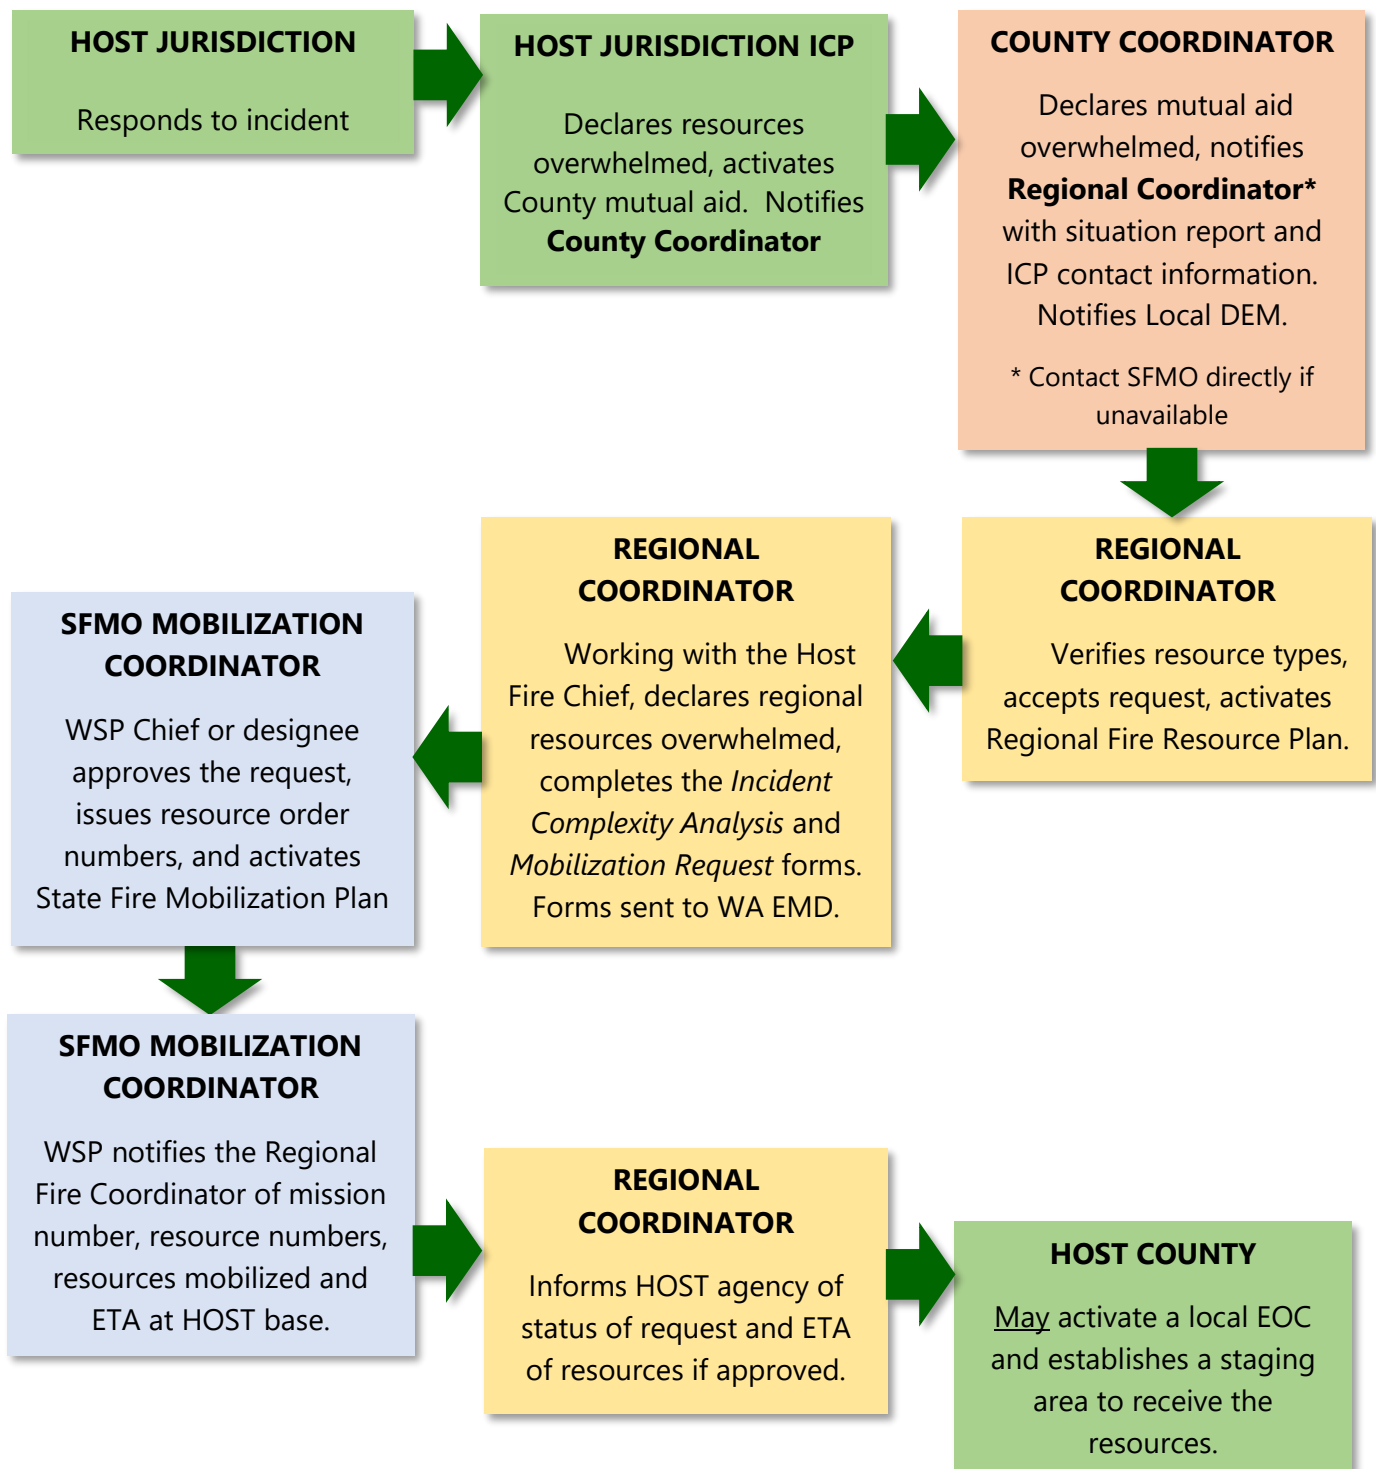 HOST JURISDICTION
Responds to incident
HOST JURISDICTION ICP
Declares resources
overwhelmed, activates
County mutual aid.  Notifies
County Coordinator
COUNTY COORDINATOR
Declares mutual aid
overwhelmed, notifies
Regional Coordinator*
with situation report and
ICP contact information.
Notifies Local DEM.
* Contact SFMO directly if
unavailable
REGIONAL
COORDINATOR
Verifies resource types,
accepts request, activates
Regional Fire Resource Plan.
REGIONAL
COORDINATOR
Working with the Host
Fire Chief, declares regional
resources overwhelmed,
completes the Incident
Complexity Analysis and
Mobilization Request forms.
Forms sent to WA EMD.
SFMO MOBILIZATION
COORDINATOR
WSP Chief or designee
approves the request,
issues resource order
numbers, and activates
State Fire Mobilization Plan
SFMO MOBILIZATION
COORDINATOR
WSP notifies the Regional
Fire Coordinator of mission
number, resource numbers,
resources mobilized and
ETA at HOST base.
REGIONAL
COORDINATOR
Informs HOST agency of
status of request and ETA
of resources if approved.
HOST COUNTY
May activate a local EOC
and establishes a staging
area to receive the
resources.